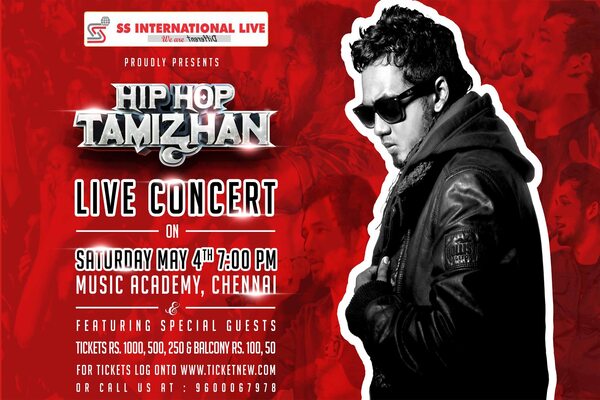 SS INTERNATIONAL LIVE
We are Different
PROUDLY PRESENTS
HIP HOP
TAMIZHAN
LIVE CONCERT
ON
SATURDAY MAY 4TH 7:00 PM
MUSIC ACADEMY, CHENNAI
&
FEATURING SPECIAL GUESTS
TICKETS RS. 1000, 500, 250 & BALCONY RS. 100, 50
FOR TICKETS LOG ONTO WWW.TICKETNEW.COM
OR CALL US AT : 9600067978